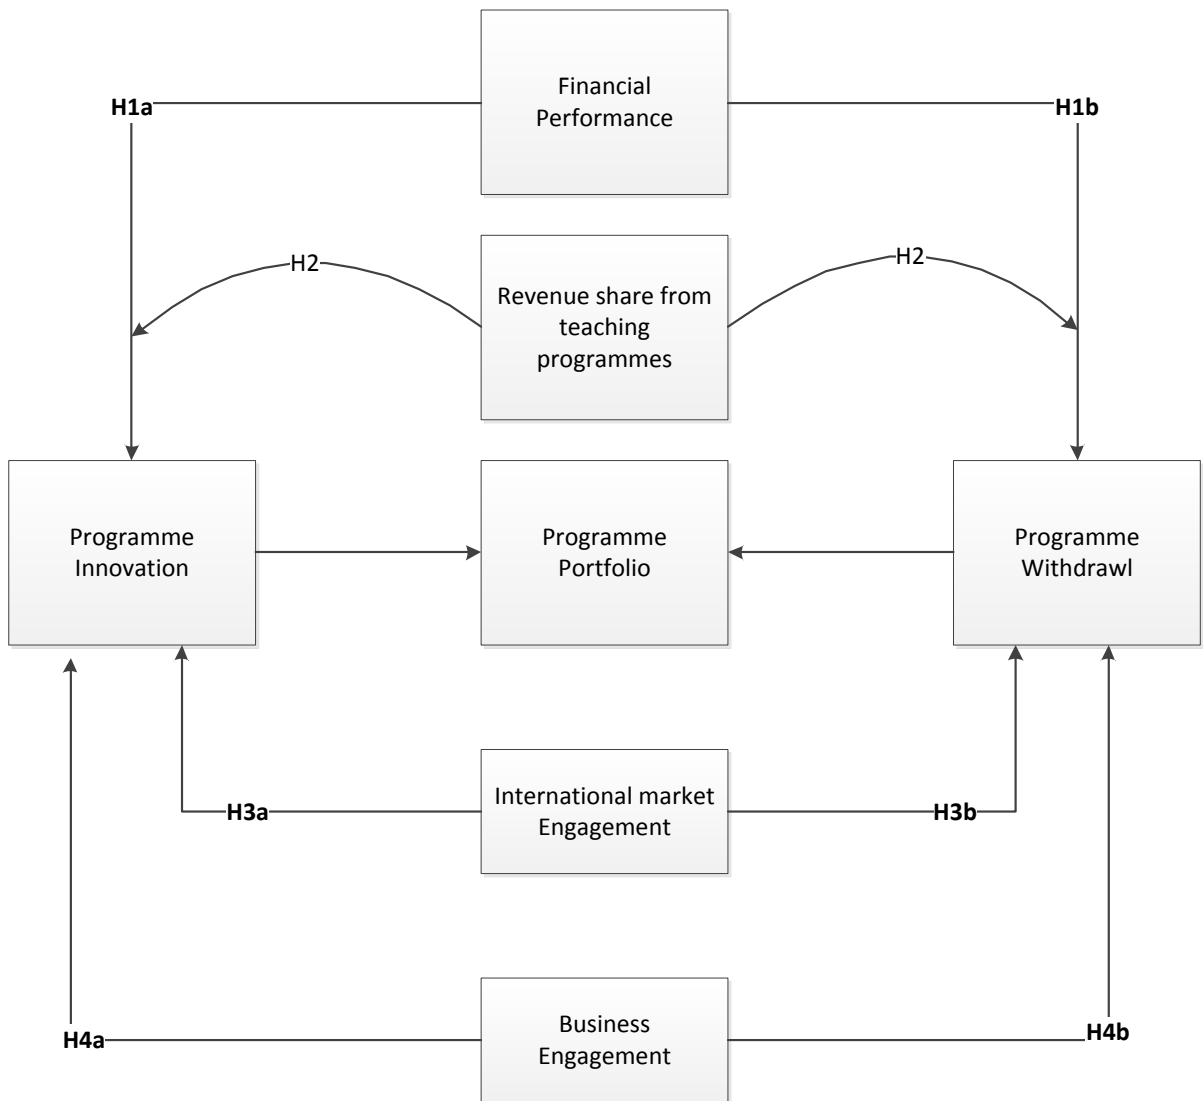 Financial
Performance
H1a
H1b
H2
H2
Revenue share from
teaching
programmes
Programme
Innovation
Programme
Portfolio
Programme
Withdrawl
International market
Engagement
H3a
H3b
Business
Engagement
H4a
H4b